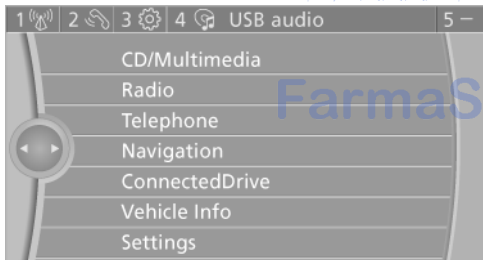 1 2 3 4 USB audio 5
CD/Multimedia
Radio
FarmaS
Telephone
Navigation
ConnectedDrive
Vehicle Info
Settings